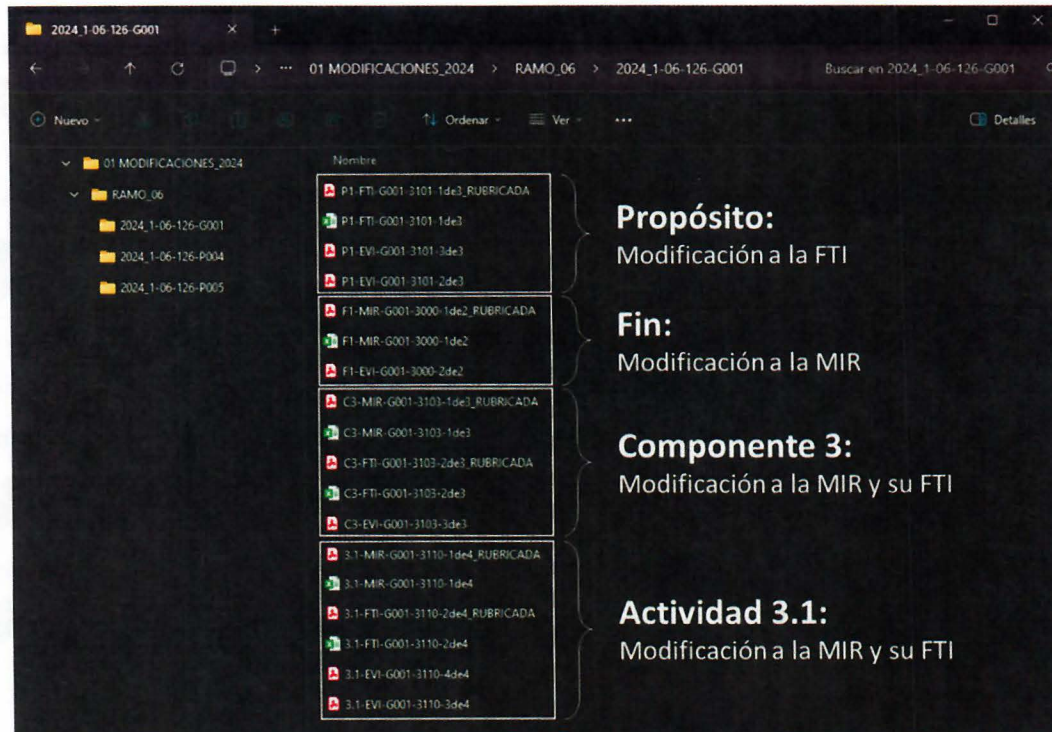 2024_1-06-126-G001
01 MODIFICACIONES_2024 > RAMO_06 > 2024_1-06-126-G001
Buscar en 2024_1-06-126-G001
Nuevo
Ordenar
Ver
Detalles
01 MODIFICACIONES_2024
RAMO_06
2024_1-06-126-G001
2024_1-06-126-P004
2024_1-06-126-P005
Nombre
P1-FTI-G001-3101-1de3_RUBRICADA
P1-FTI-G001-3101-1de3
P1-EVI-G001-3101-3de3
P1-EVI-G001-3101-2de3
Propósito:
Modificación a la FTI
F1-MIR-G001-3000-1de2_RUBRICADA
F1-MIR-G001-3000-1de2
F1-EVI-G001-3000-2de2
Fin:
Modificación a la MIR
C3-MIR-G001-3103-1de3_RUBRICADA
C3-MIR-G001-3103-1de3
C3-FTI-G001-3103-2de3_RUBRICADA
C3-FTI-G001-3103-2de3
C3-EVI-G001-3103-3de3
Componente 3:
Modificación a la MIR y su FTI
3.1-MIR-G001-3110-1de4_RUBRICADA
3.1-MIR-G001-3110-1de4
3.1-FTI-G001-3110-2de4_RUBRICADA
3.1-FTI-G001-3110-2de4
3.1-EVI-G001-3110-4de4
3.1-EVI-G001-3110-3de4
Actividad 3.1:
Modificación a la MIR y su FTI